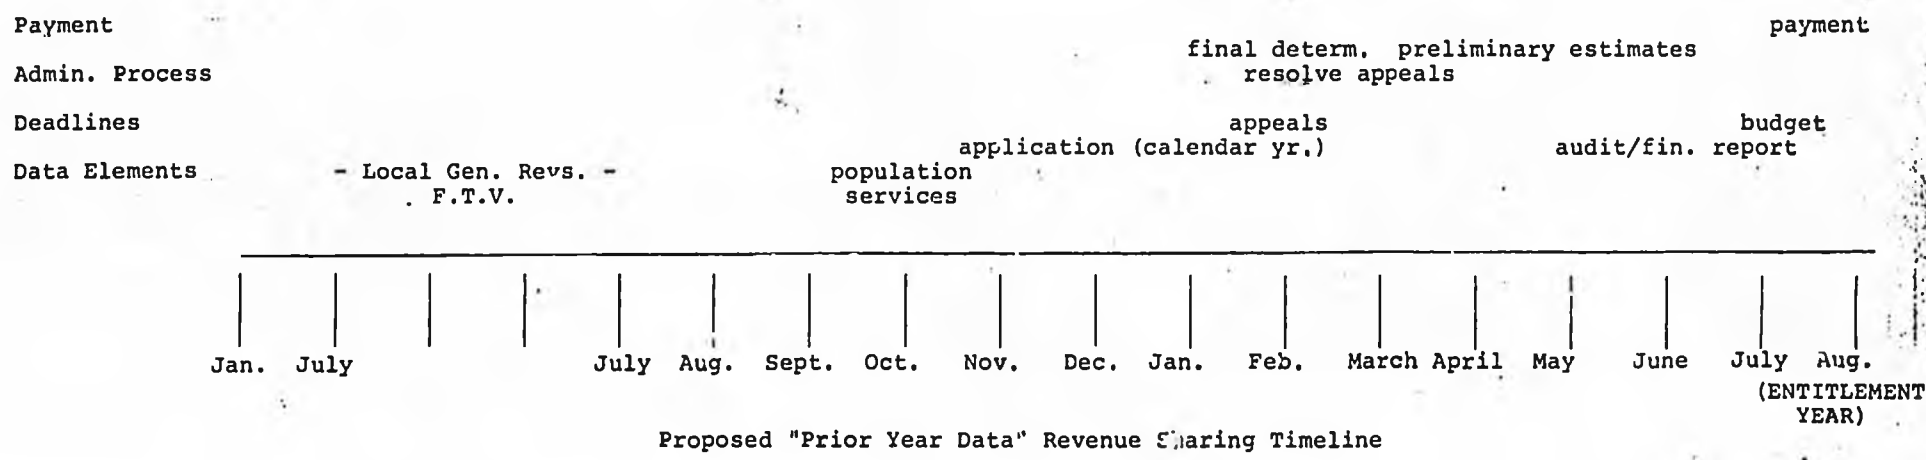 Payment payment
final determ. preliminary estimates
Admin. Process resolve appeals
Deadlines appeals budget
application (calendar yr.) audit/fin. report
Data Elements - Local Gen. Revs. - population
F.T.V. services
Jan. July July Aug. Sept. Oct. Nov. Dec. Jan. Feb. March April May June July Aug.
(ENTITLEMENT
YEAR)
Proposed "Prior Year Data" Revenue Sharing Timeline